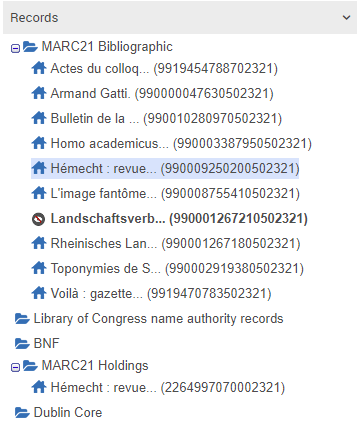 Records
MARC21 Bibliographic
Actes du colloq... (9919454788702321)
Armand Gatti. (990000047630502321)
Bulletin de la ... (990010280970502321)
Homo academicus... (990003387950502321)
Hémecht : revue... (990009250200502321)
L'image fantôme... (990008755410502321)
Landschaftsverb... (990001267210502321)
Rheinisches Lan... (990001267180502321)
Toponymies de S... (990002919380502321)
Voilà : gazette... (9919470783502321)
Library of Congress name authority records
BNF
MARC21 Holdings
Hémecht : revue... (2264997070002321)
Dublin Core